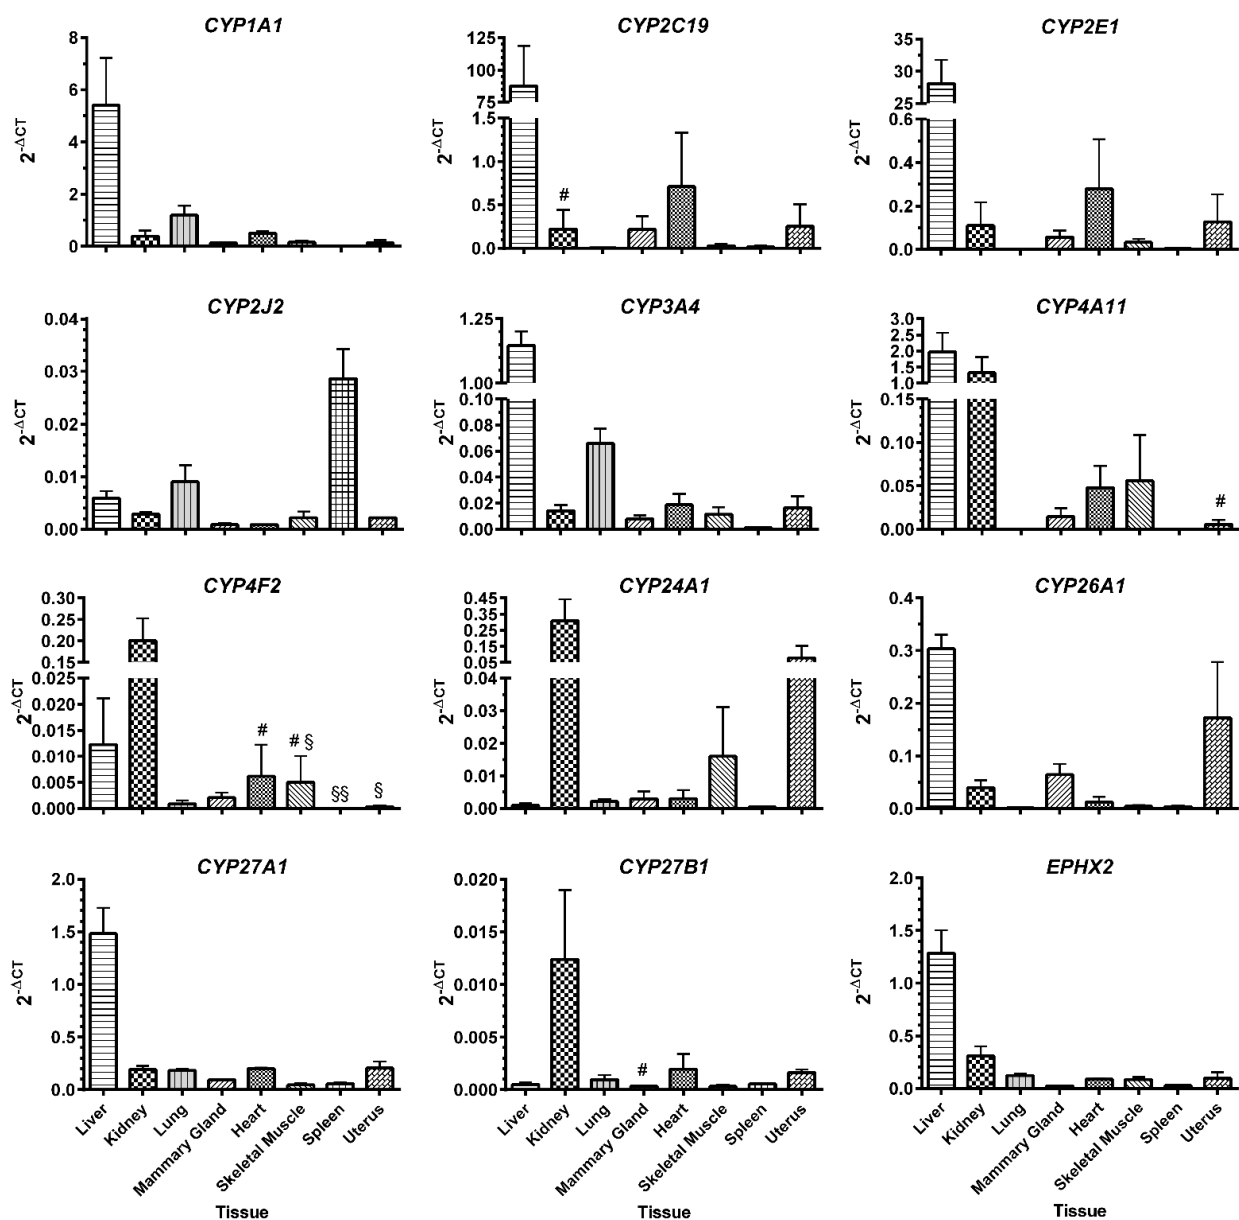 CYP1A1
8
6
4
2
0
2^-ΔCT
CYP2C19
125
100
75
1.5
1.0
0.5
0.0
2^-ΔCT
#
CYP2E1
35
30
25
0.6
0.4
0.2
0.0
2^-ΔCT
CYP2J2
0.04
0.03
0.02
0.01
0.00
2^-ΔCT
CYP3A4
1.25
1.00
0.10
0.08
0.06
0.04
0.02
0.00
2^-ΔCT
CYP4A11
3.0
2.5
2.0
1.5
1.0
0.15
0.10
0.05
0.00
2^-ΔCT
#
CYP4F2
0.30
0.25
0.20
0.15
0.025
0.020
0.015
0.010
0.005
0.000
2^-ΔCT
#
# §
§§
§
CYP24A1
0.45
0.35
0.25
0.15
0.05
0.04
0.03
0.02
0.01
0.00
2^-ΔCT
CYP26A1
0.4
0.3
0.2
0.1
0.0
2^-ΔCT
CYP27A1
2.0
1.5
1.0
0.5
0.0
2^-ΔCT
Liver
Kidney
Lung
Mammary Gland
Heart
Skeletal Muscle
Spleen
Uterus
Tissue
CYP27B1
0.020
0.015
0.010
0.005
0.000
2^-ΔCT
#
Liver
Kidney
Lung
Mammary Gland
Heart
Skeletal Muscle
Spleen
Uterus
Tissue
EPHX2
2.0
1.5
1.0
0.5
0.0
2^-ΔCT
Liver
Kidney
Lung
Mammary Gland
Heart
Skeletal Muscle
Spleen
Uterus
Tissue